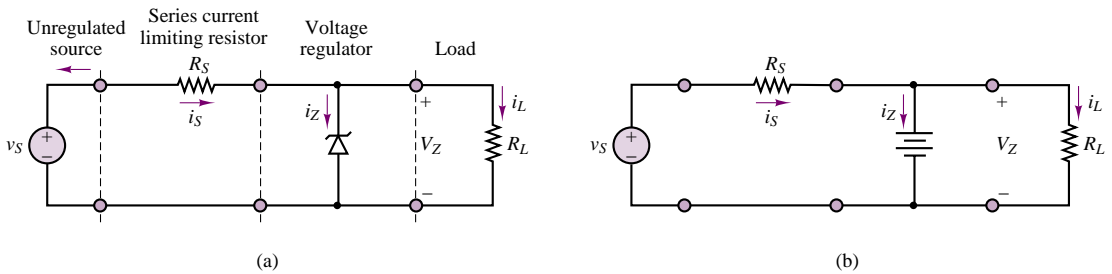 Unregulated source
Series current limiting resistor
Voltage regulator
Load
R_S
i_S
v_S
+
−
i_Z
+
V_Z
−
i_L
R_L
(a)
R_S
i_S
v_S
+
−
i_Z
+
V_Z
−
i_L
R_L
(b)